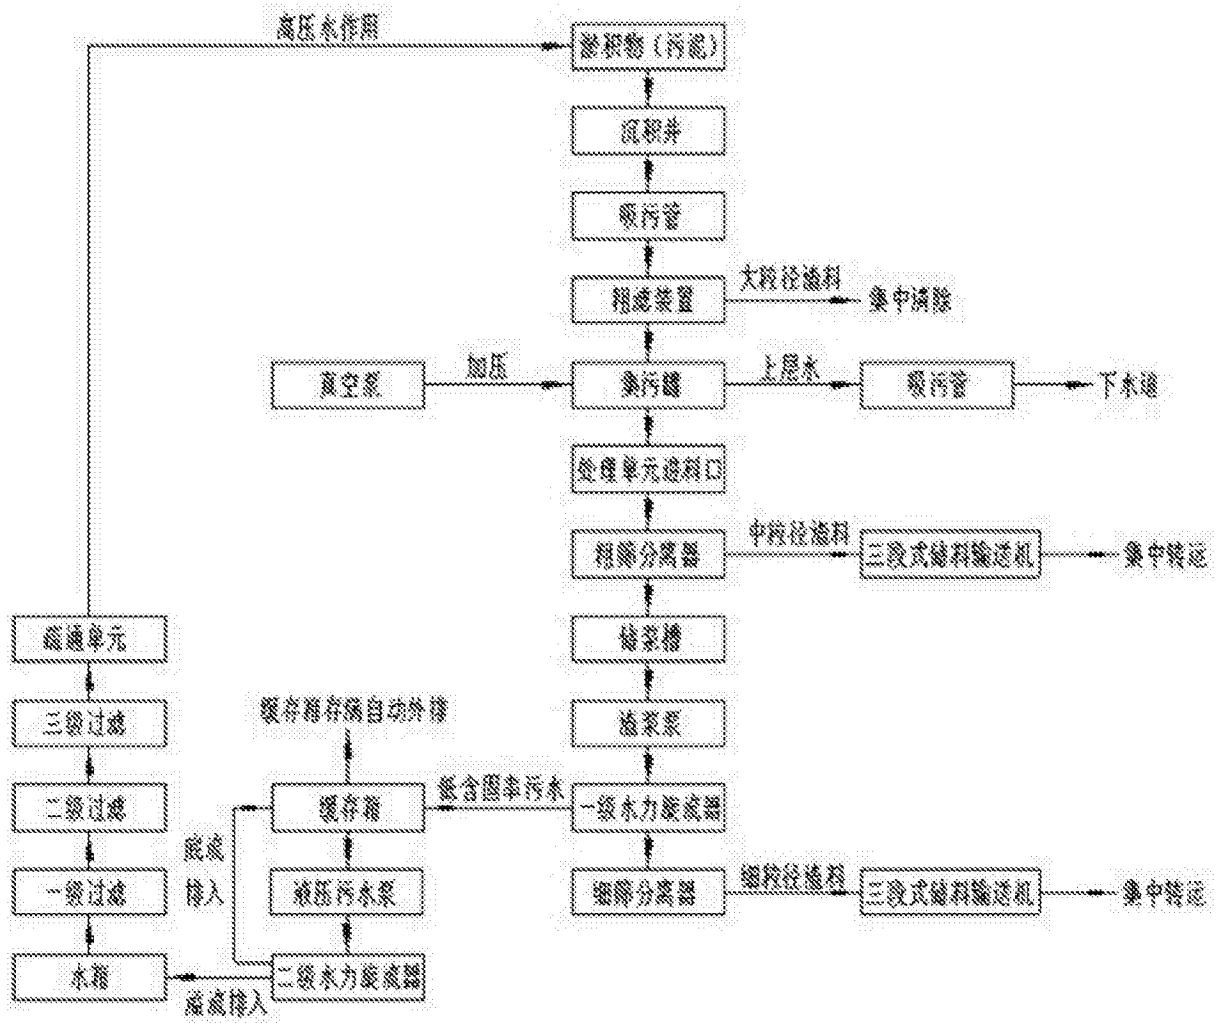 高压水作用
淤积物（污泥）
沉积井
吸污管
粗滤装置
大粒径渣料
集中清除
真空泵
加压
集污罐
上层水
吸污管
下水道
处理单元进料口
粗筛分离器
中粒径渣料
三段式储料输送机
集中转运
疏通单元
储浆槽
三级过滤
缓存箱存满自动外排
渣浆泵
二级过滤
缓存箱
低含固率污水
一级水力旋流器
底流
排入
一级过滤
液压污水泵
细筛分离器
细粒径渣料
三段式储料输送机
集中转运
水箱
溢流排入
二级水力旋流器